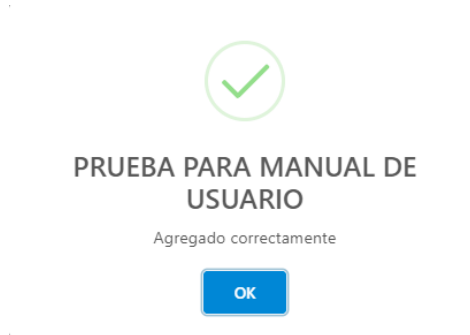 PRUEBA PARA MANUAL DE
USUARIO
Agregado correctamente
OK